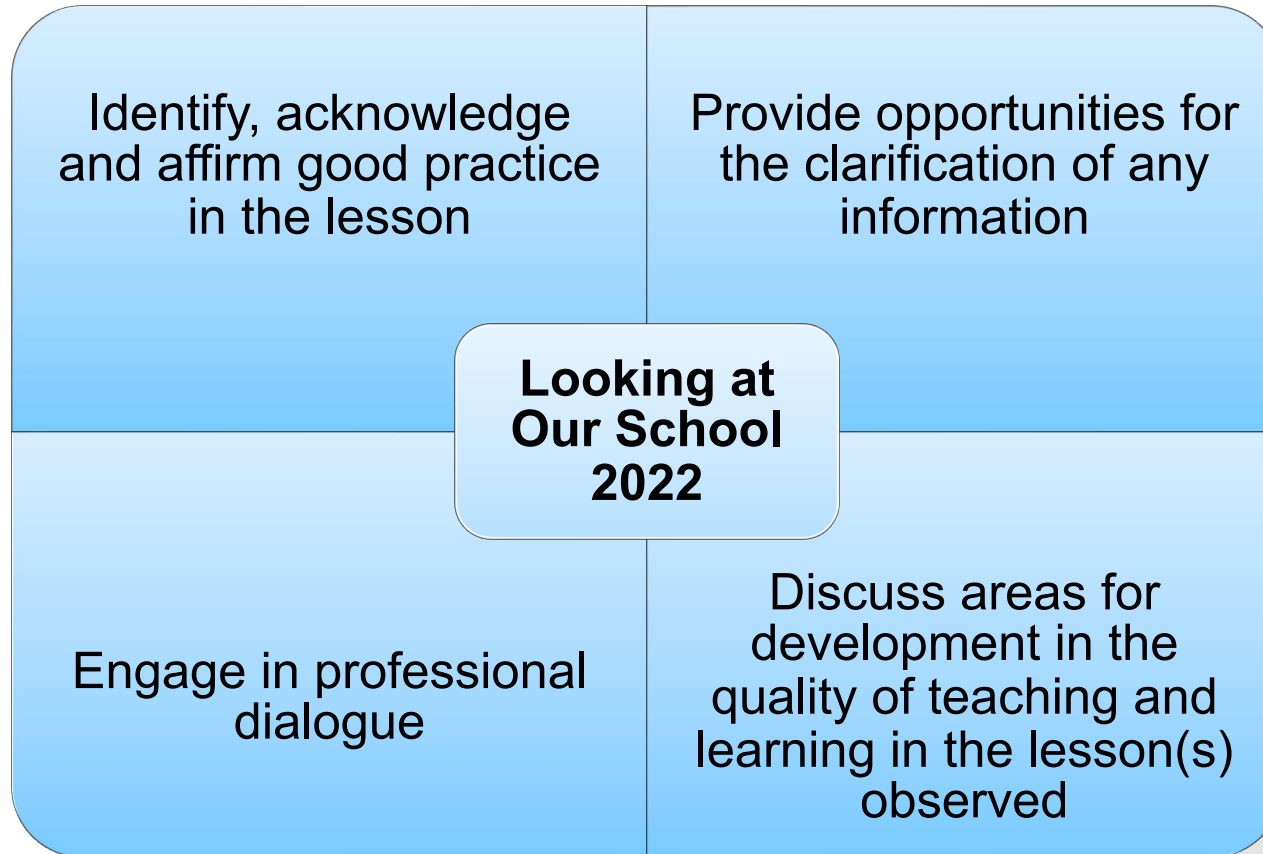 Identify, acknowledge
and affirm good practice
in the lesson
Provide opportunities for
the clarification of any
information
Looking at
Our School
2022
Engage in professional
dialogue
Discuss areas for
development in the
quality of teaching and
learning in the lesson(s)
observed